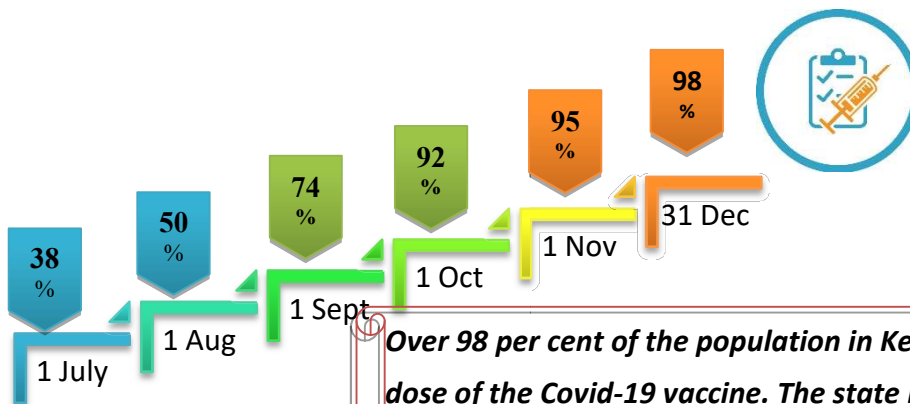 98
%
95
%
92
%
74
%
50
%
38
%
31 Dec
1 Nov
1 Oct
1 Sept
1 Aug
1 July
Over 98 per cent of the population in
dose of the Covid-19 vaccine. The state